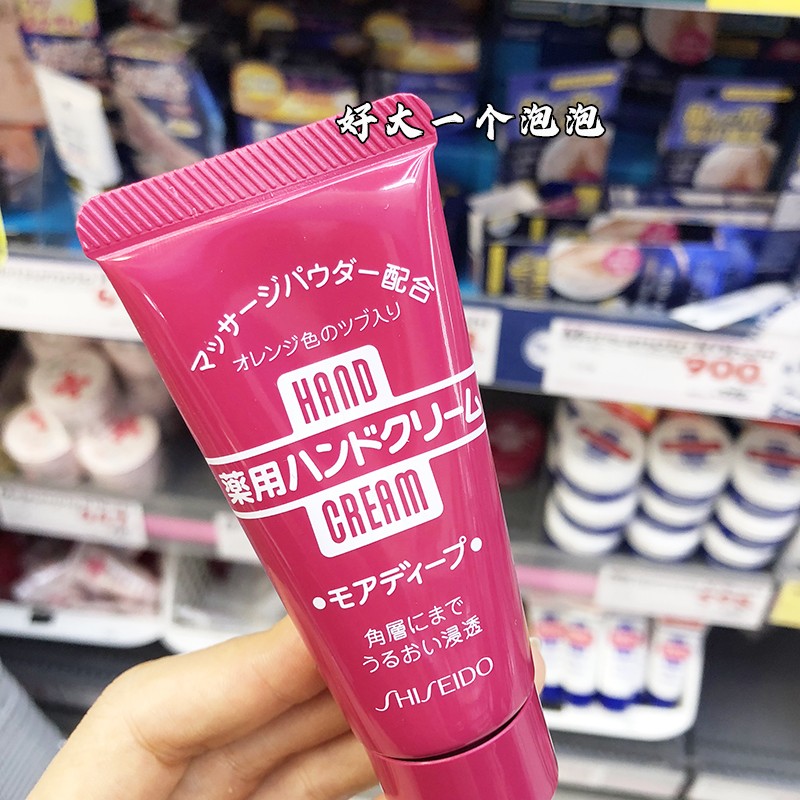 好大一个泡泡
マッサージパウダー配合
オレンジ色のツブ入り
HAND
薬用ハンドクリーム
CREAM
•モアディープ•
角層にまで
うるおい浸透
SHISEIDO
900